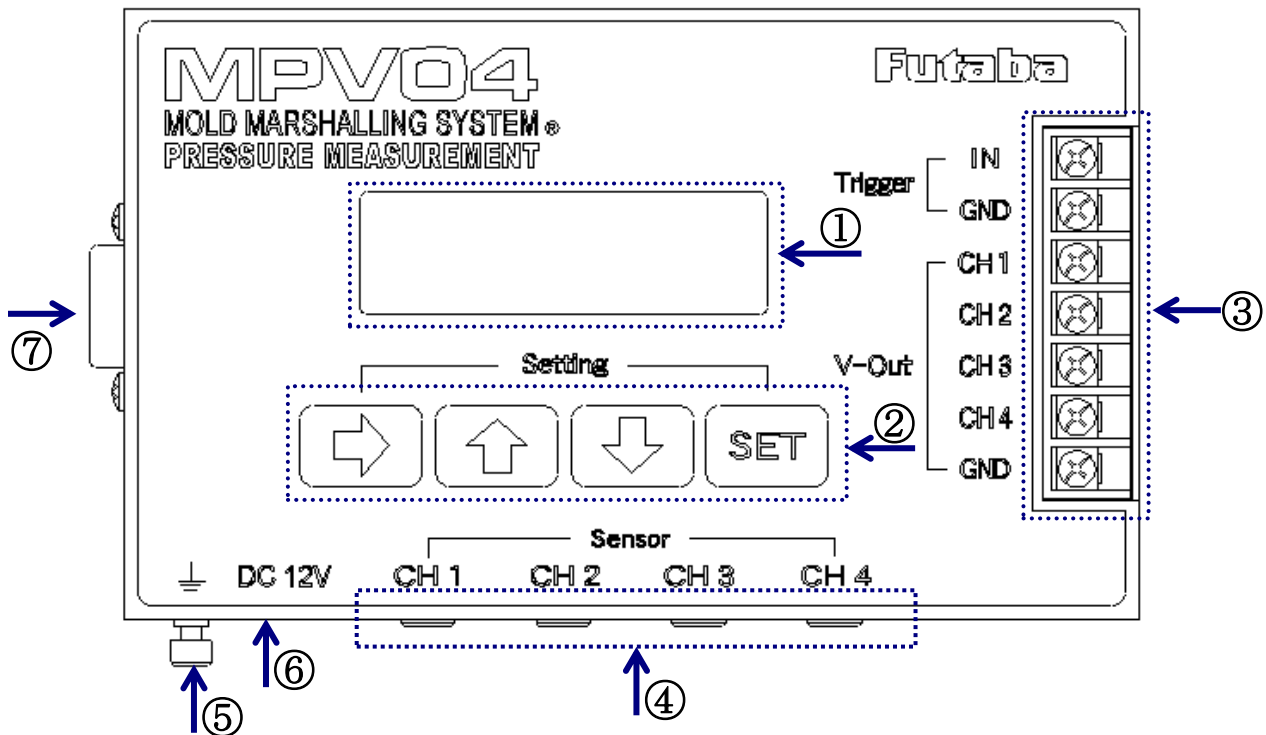 MPV04
Futaba
MOLD MARSHALLING SYSTEM ®
PRESSURE MEASUREMENT
Trigger
IN
GND
①
CH 1
CH 2
③
⑦
Setting
V-Out
CH 3
②
SET
CH 4
GND
Sensor
DC 12V
CH 1
CH 2
CH 3
CH 4
⑥
④
⑤